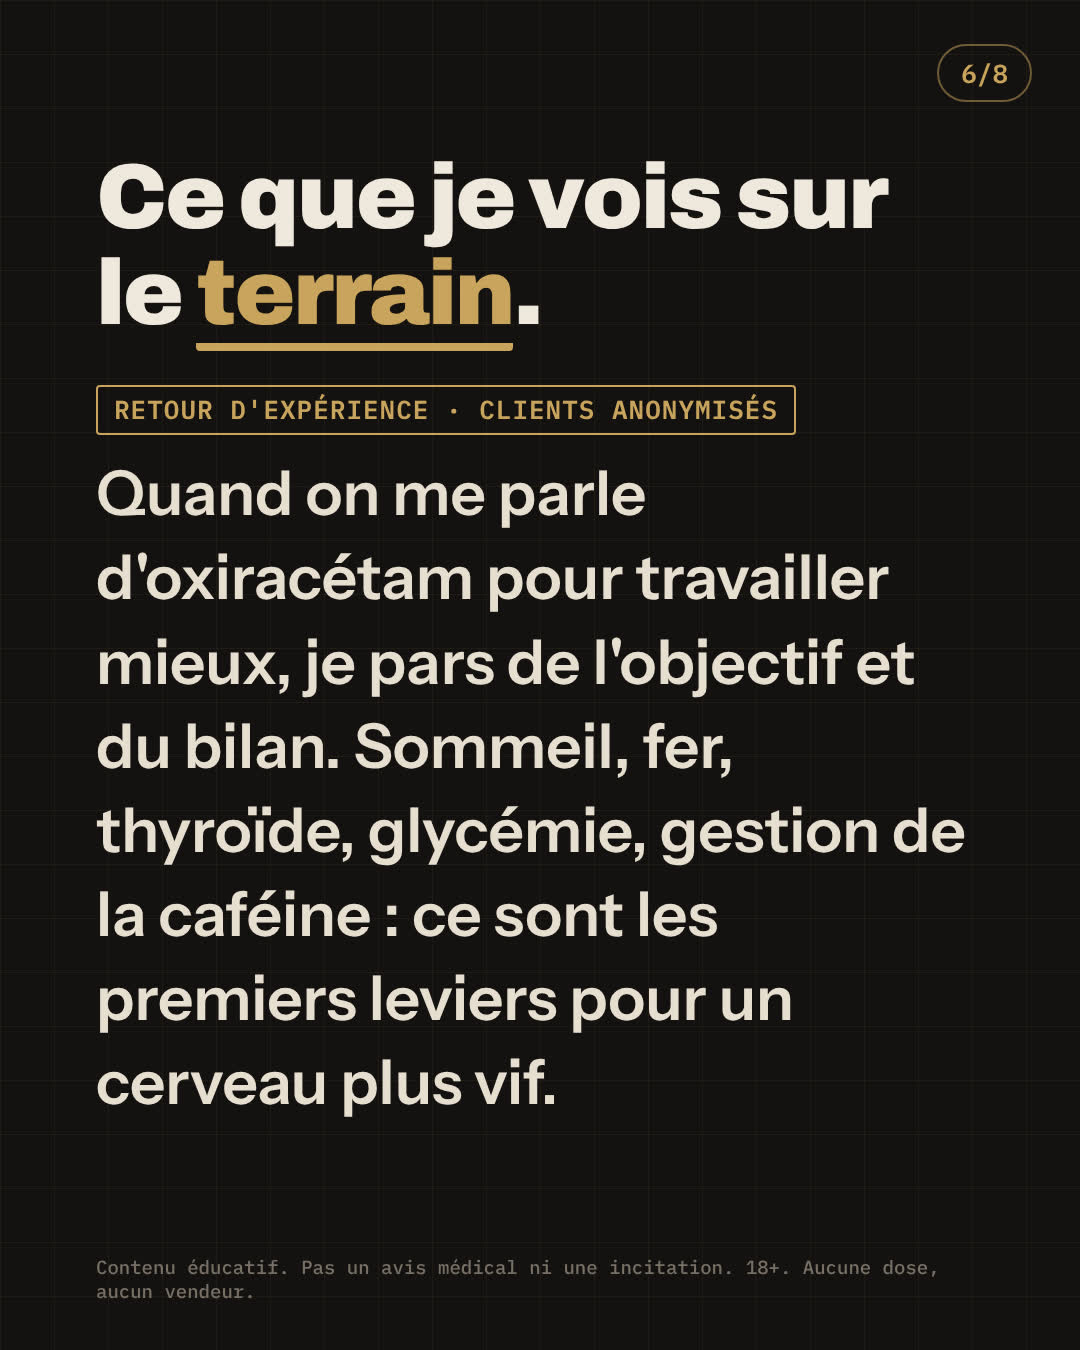 6/8
Ce que je vois sur
le terrain.
RETOUR D'EXPÉRIENCE · CLIENTS ANONYMISÉS
Quand on me parle
d'oxiracétam pour travailler
mieux, je pars de l'objectif et
du bilan. Sommeil, fer,
thyroïde, glycémie, gestion de
la caféine : ce sont les
premiers leviers pour un
cerveau plus vif.
Contenu éducatif. Pas un avis médical ni une incitation. 18+. Aucune dose,
aucun vendeur.